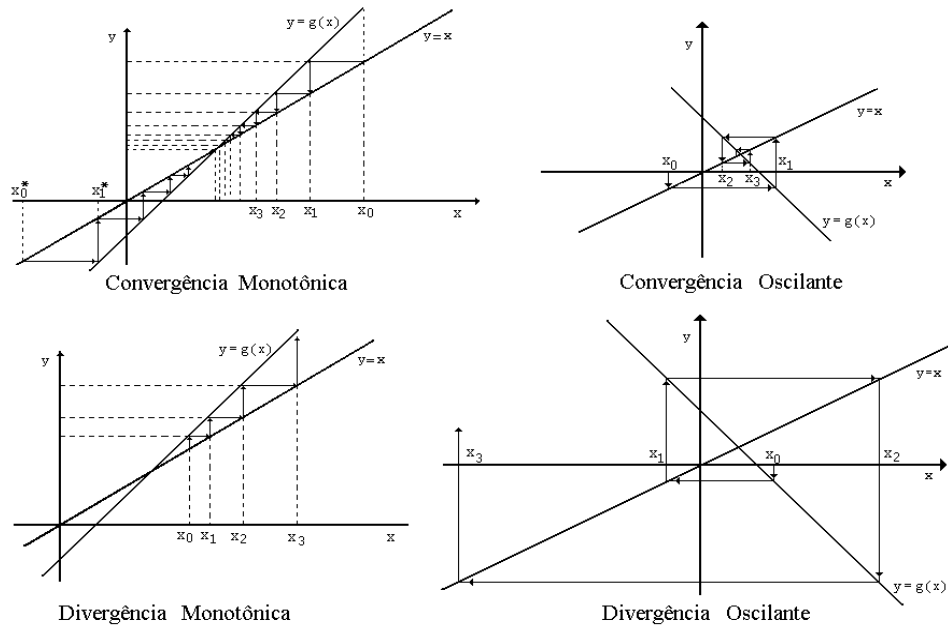 y
y=g(x)
y=x
x₀* x₁* x₃ x₂ x₁ x₀ x
Convergência Monotônica
y
y=x
x₀ x₂ x₃ x₁ x
y=g(x)
Convergência Oscilante
y
y=g(x)
y=x
x₀ x₁ x₂ x₃ x
Divergência Monotônica
y
y=x
x₃ x₁ x₀ x₂ x
y=g(x)
Divergência Oscilante